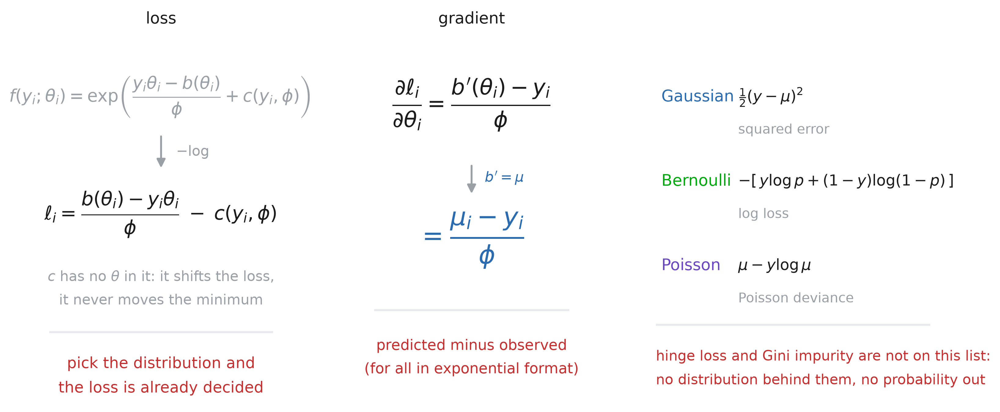 loss
f(yᵢ; θᵢ) = exp( (yᵢθᵢ − b(θᵢ)) / ϕ + c(yᵢ, ϕ) )
−log
ℓᵢ = (b(θᵢ) − yᵢθᵢ) / ϕ − c(yᵢ, ϕ)
c has no θ in it: it shifts the loss,
it never moves the minimum
pick the distribution and
the loss is already decided
gradient
∂ℓᵢ / ∂θᵢ = (b′(θᵢ) − yᵢ) / ϕ
b′ = μ
= (μᵢ − yᵢ) / ϕ
predicted minus observed
(for all in exponential format)
Gaussian ½(y − μ)²
squared error
Bernoulli −[ y log p + (1 − y) log(1 − p) ]
log loss
Poisson μ − y log μ
Poisson deviance
hinge loss and Gini impurity are not on this list:
no distribution behind them, no probability out